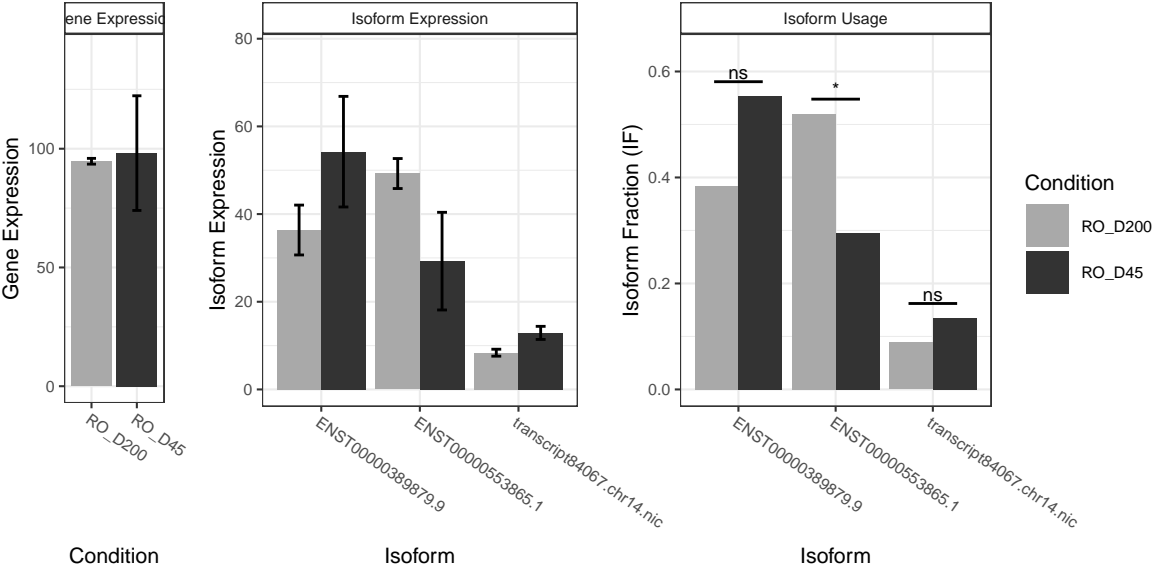 ene Expressio
Isoform Expression
Isoform Usage
Gene Expression
100
50
0
RO_D200
RO_D45
Condition
Isoform Expression
80
60
40
20
0
ENST00000389879.9
ENST00000553865.1
transcript84067.chr14.nic
Isoform
Isoform Fraction (IF)
0.6
0.4
0.2
0.0
ns
*
ns
ENST00000389879.9
ENST00000553865.1
transcript84067.chr14.nic
Isoform
Condition
RO_D200
RO_D45